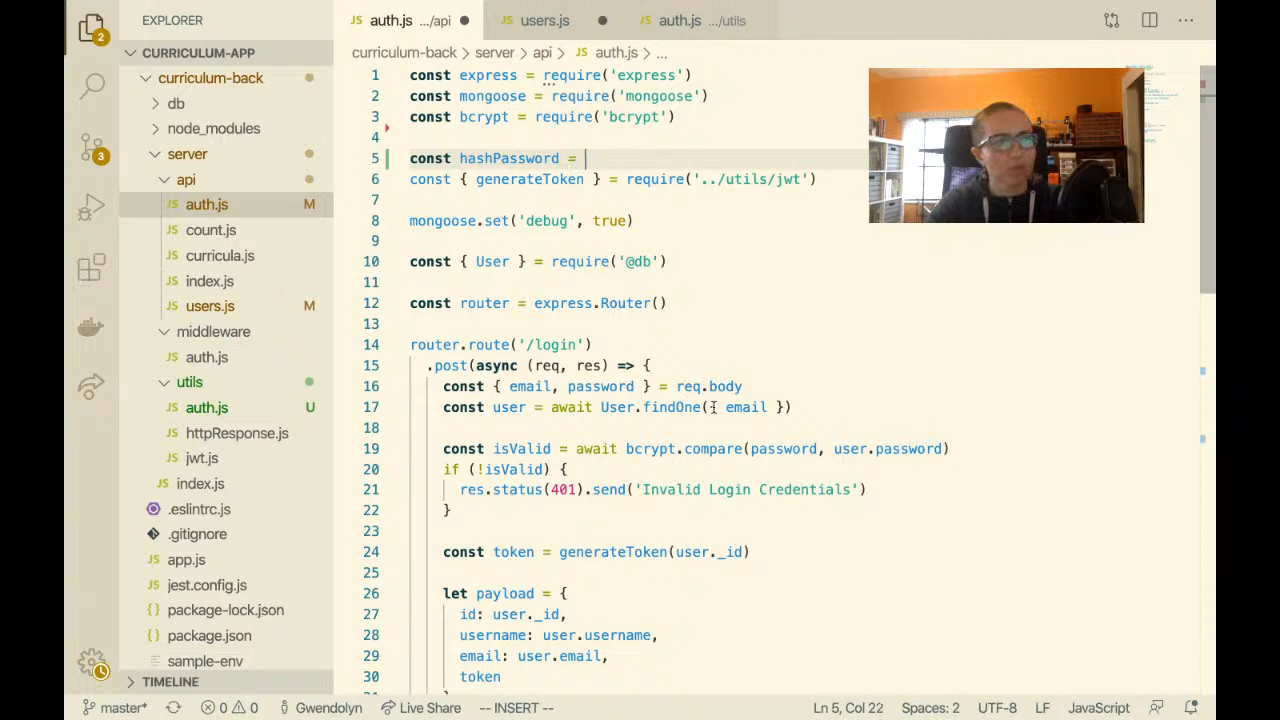 EXPLORER
CURRICULUM-APP
curriculum-back
db
node_modules
server
api
auth.js M
count.js
curricula.js
index.js
users.js M
middleware
auth.js
utils
auth.js U
httpResponse.js
jwt.js
index.js
.eslintrc.js
.gitignore
app.js
jest.config.js
package-lock.json
package.json
sample-env
TIMELINE
2
3
JS auth.js .../api
JS users.js
JS auth.js .../utils
curriculum-back > server > api > JS auth.js > ...
1 const express = require('express')
2 const mongoose = require('mongoose')
3 const bcrypt = require('bcrypt')
4
5 const hashPassword =
6 const { generateToken } = require('../utils/jwt')
7
8 mongoose.set('debug', true)
9
10 const { User } = require('@db')
11
12 const router = express.Router()
13
14 router.route('/login')
15 .post(async (req, res) => {
16 const { email, password } = req.body
17 const user = await User.findOne({ email })
18
19 const isValid = await bcrypt.compare(password, user.password)
20 if (!isValid) {
21 res.status(401).send('Invalid Login Credentials')
22 }
23
24 const token = generateToken(user._id)
25
26 let payload = {
27 id: user._id,
28 username: user.username,
29 email: user.email,
30 token
master* 0 0 Gwendolyn Live Share -- INSERT -- Ln 5, Col 22 Spaces: 2 UTF-8 LF JavaScript